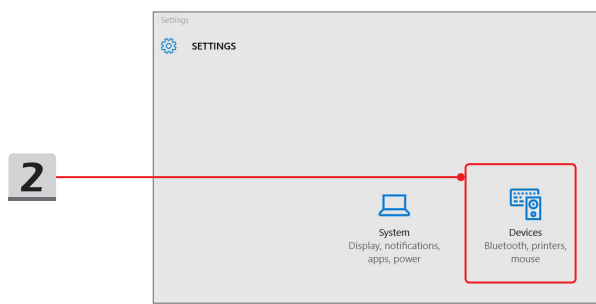 Settings
SETTINGS
2
System
Display, notifications,
apps, power
Devices
Bluetooth, printers,
mouse